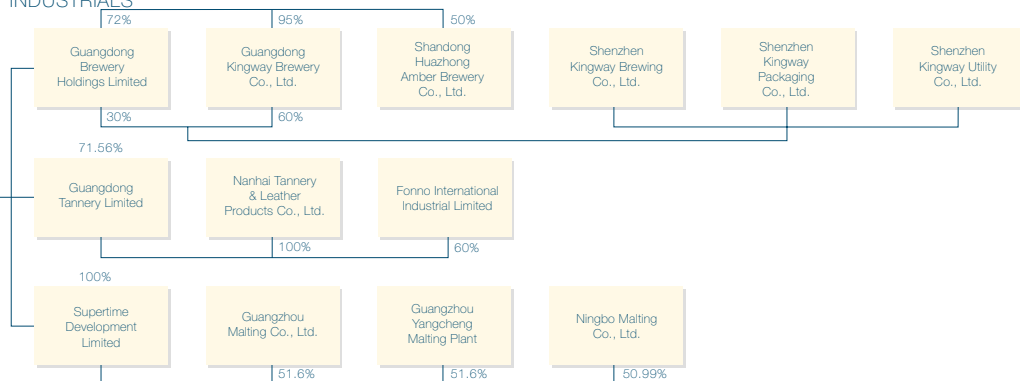 INDUSTRIALS
72%
95%
50%
Guangdong
Brewery
Holdings Limited
Guangdong
Kingway Brewery
Co., Ltd.
Shandong
Huazhong
Amber Brewery
Co., Ltd.
Shenzhen
Kingway Brewing
Co., Ltd.
Shenzhen
Kingway
Packaging
Co., Ltd.
Shenzhen
Kingway Utility
Co., Ltd.
30%
60%
71.56%
Guangdong
Tannery Limited
Nanhai Tannery
& Leather
Products Co., Ltd.
Fonno International
Industrial Limited
100%
60%
100%
Supertime
Development
Limited
Guangzhou
Malting Co., Ltd.
Guangzhou
Yangcheng
Malting Plant
Ningbo Malting
Co., Ltd.
51.6%
51.6%
50.99%